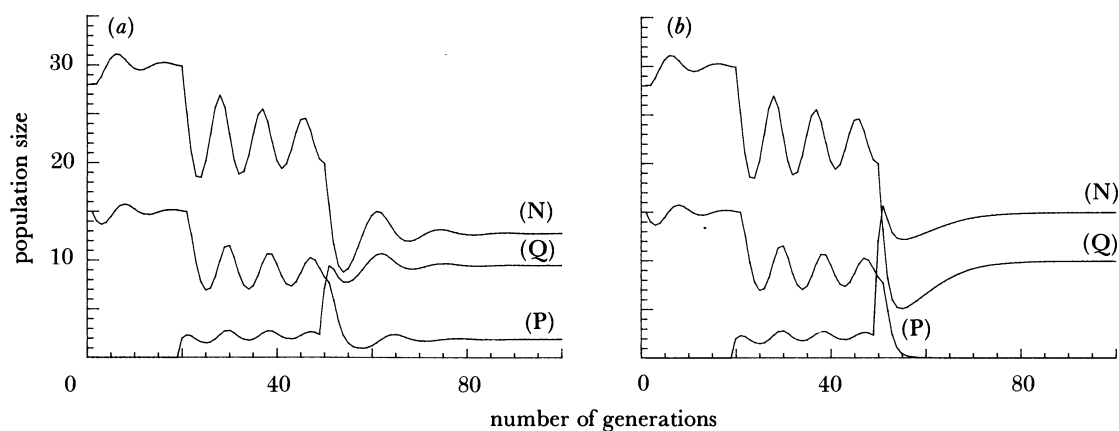 (a)
(b)
30
20
10
population size
(N)
(Q)
(P)
(N)
(Q)
(P)
0 40 80
0 40 80
number of generations